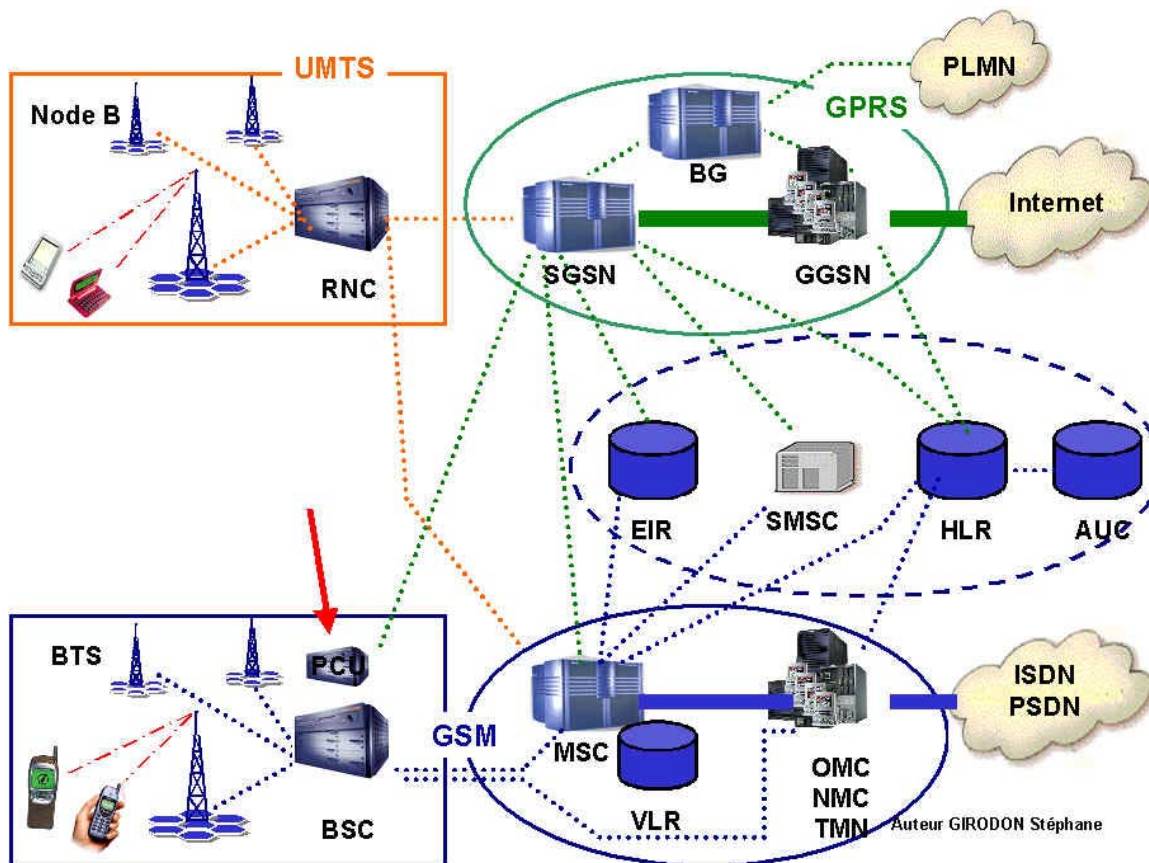 UMTS
Node B
RNC
PLMN
GPRS
BG
Internet
SGSN
GGSN
EIR
SMSC
HLR
AUC
BTS
PCU
BSC
GSM
MSC
VLR
OMC
NMC
TMN
ISDN
PSDN
Auteur GIRODON Stéphane